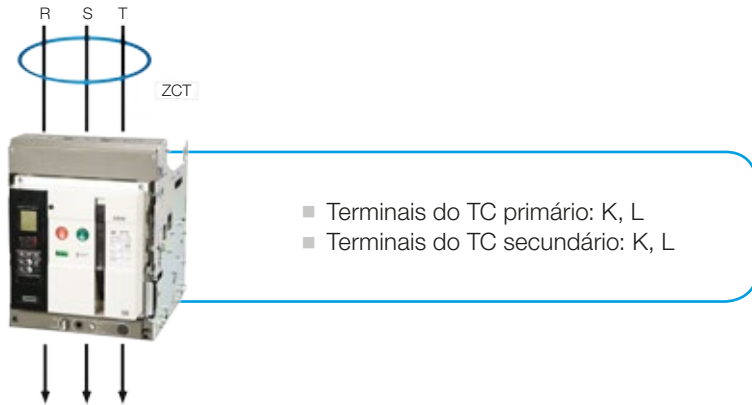 R S T
ZCT
Terminais do TC primário: K, L
Terminais do TC secundário: K, L